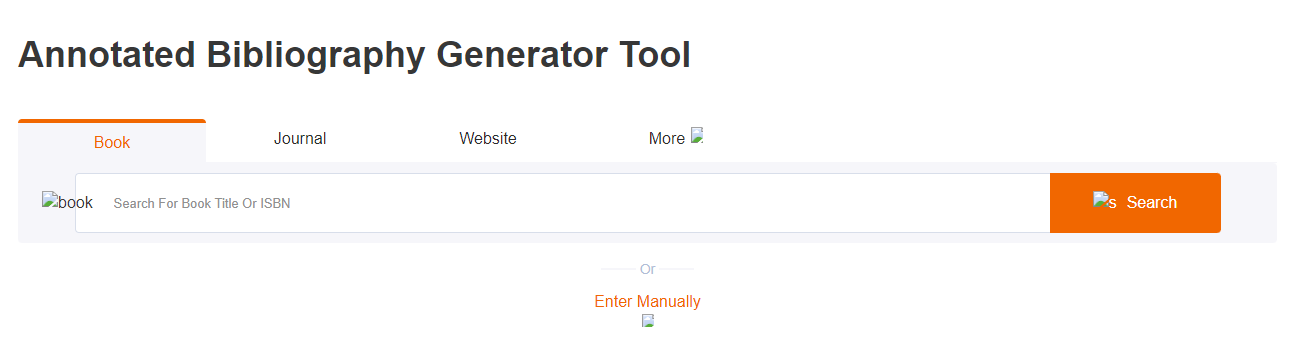 Annotated Bibliography Generator Tool
Book Journal Website More
book Search For Book Title Or ISBN s Search
Or
Enter Manually